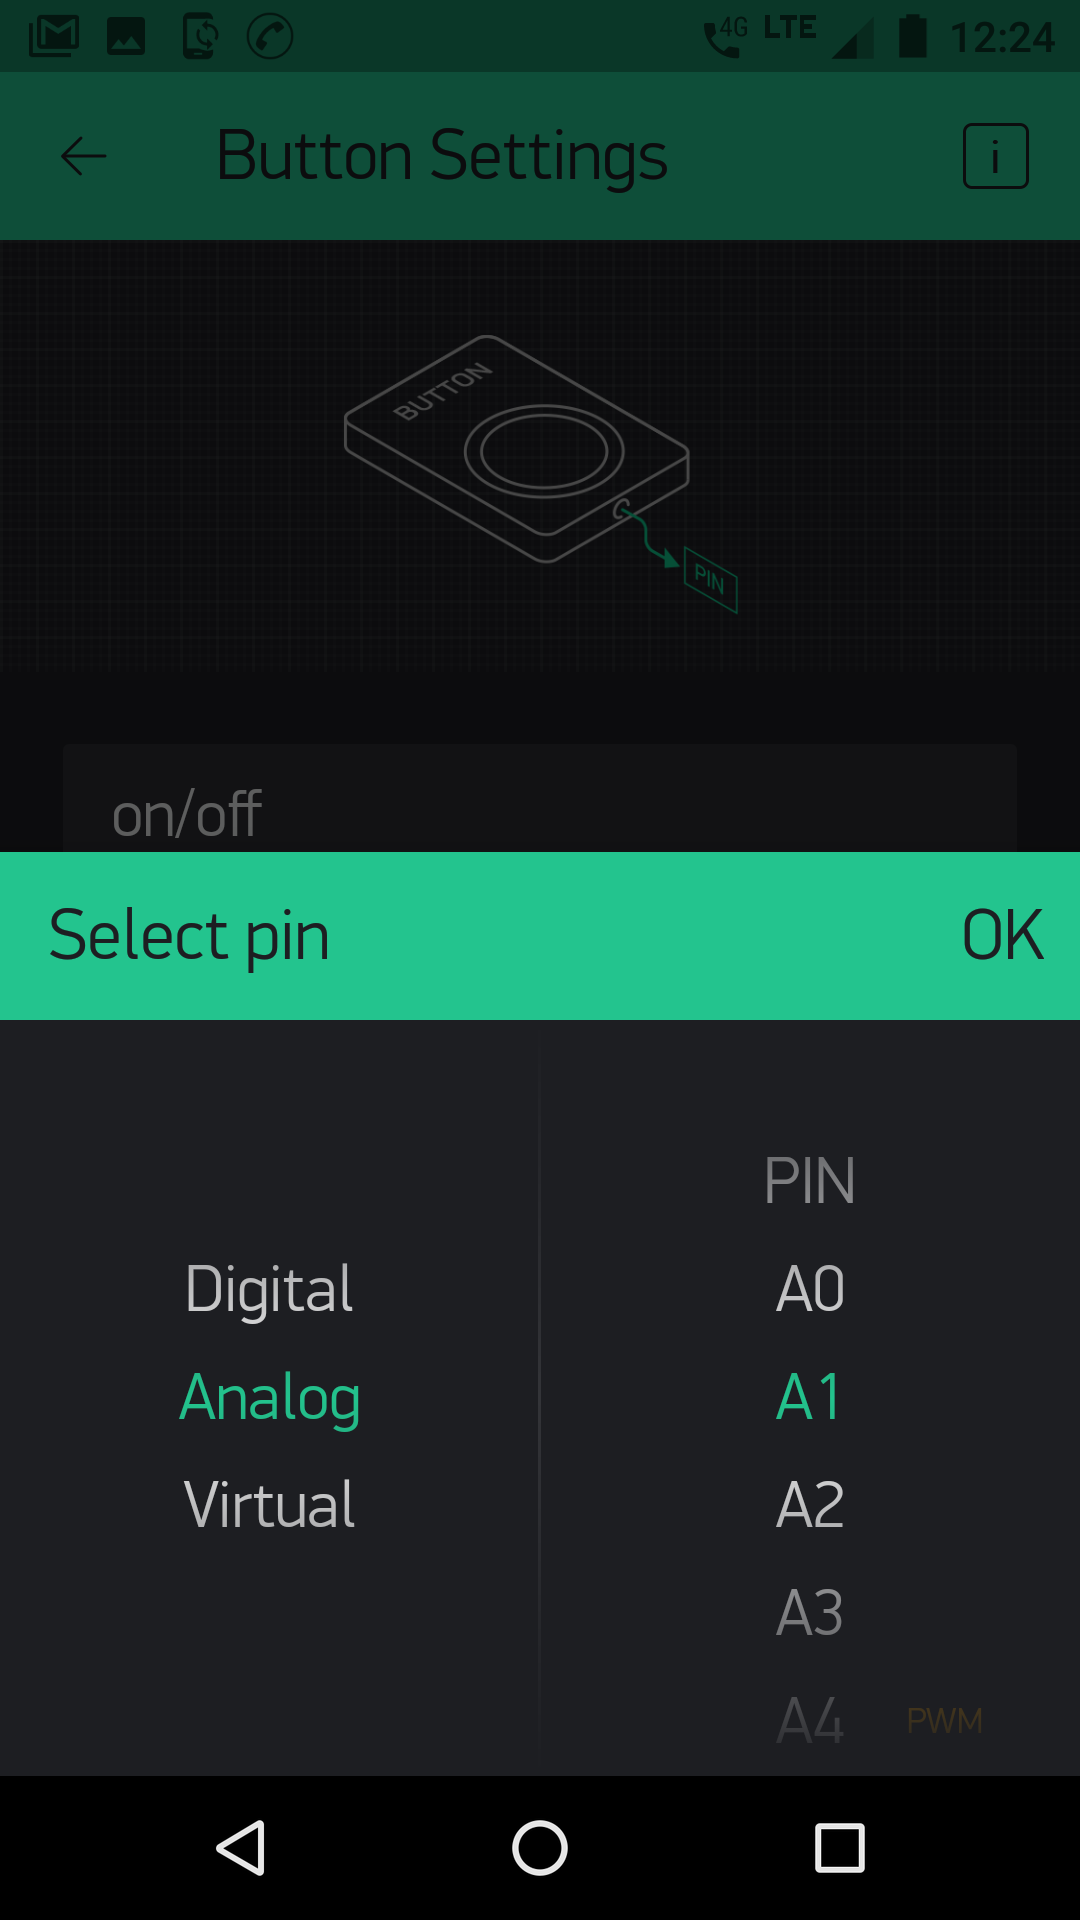 4G LTE 12:24
Button Settings i
BUTTON
PIN
on/off
Select pin OK
PIN
Digital A0
Analog A1
Virtual A2
A3
A4 PWM